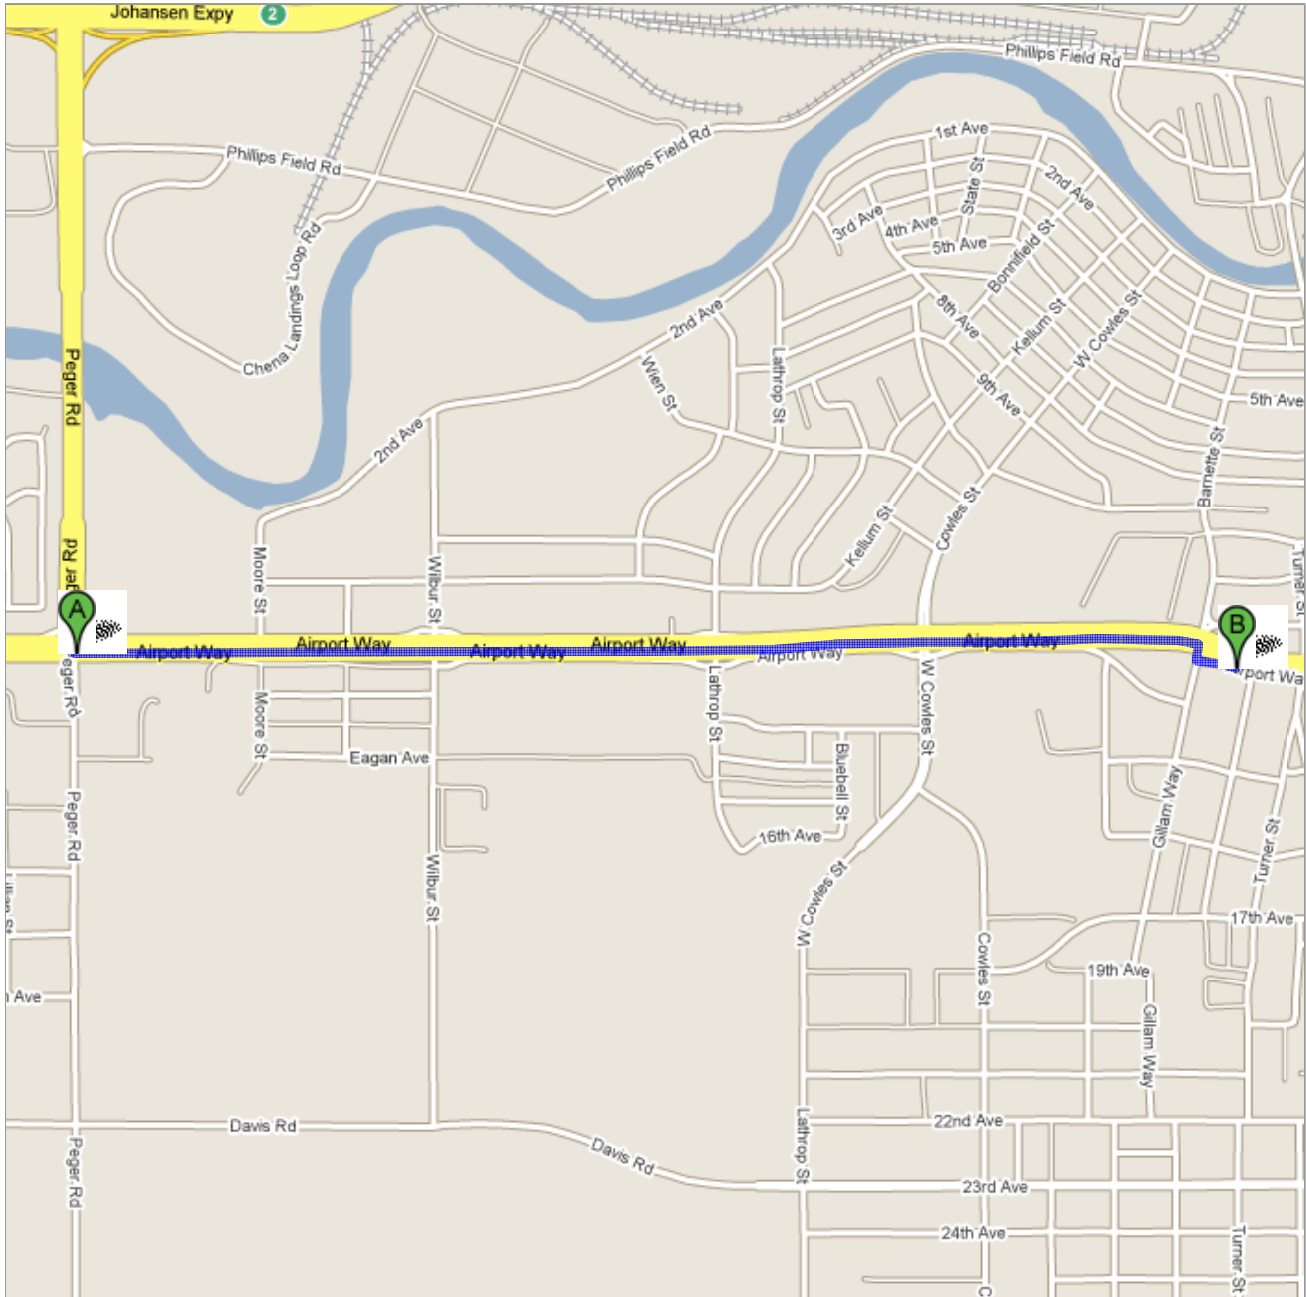 Johansen Expy
2
Phillips Field Rd
1st Ave
Phillips Field Rd
Phillips Field Rd
State St
2nd Ave
3rd Ave
4th Ave
5th Ave
Bonnifield St
Chena Landings Loop Rd
8th Ave
Kellum St
W Cowles St
2nd Ave
Peger Rd
Wien St
Lathrop St
9th Ave
5th Ave
2nd Ave
Barnette St
Cowles St
Kellum St
ger Rd
Moore St
Wilbur St
Turner St
A
B
Airport Way
Airport Way
Airport Way
Airport Way
Airport Way
Airport Way
irport Wa
eger Rd
Moore St
Lathrop St
W Cowles St
Eagan Ave
Bluebell St
Gillam Way
Peger Rd
16th Ave
Turner St
Wilbur St
W Cowles St
17th Ave
Cowles St
19th Ave
Ave
Gillam Way
Davis Rd
22nd Ave
Peger Rd
Davis Rd
Lathrop St
23rd Ave
24th Ave
Turner St
C